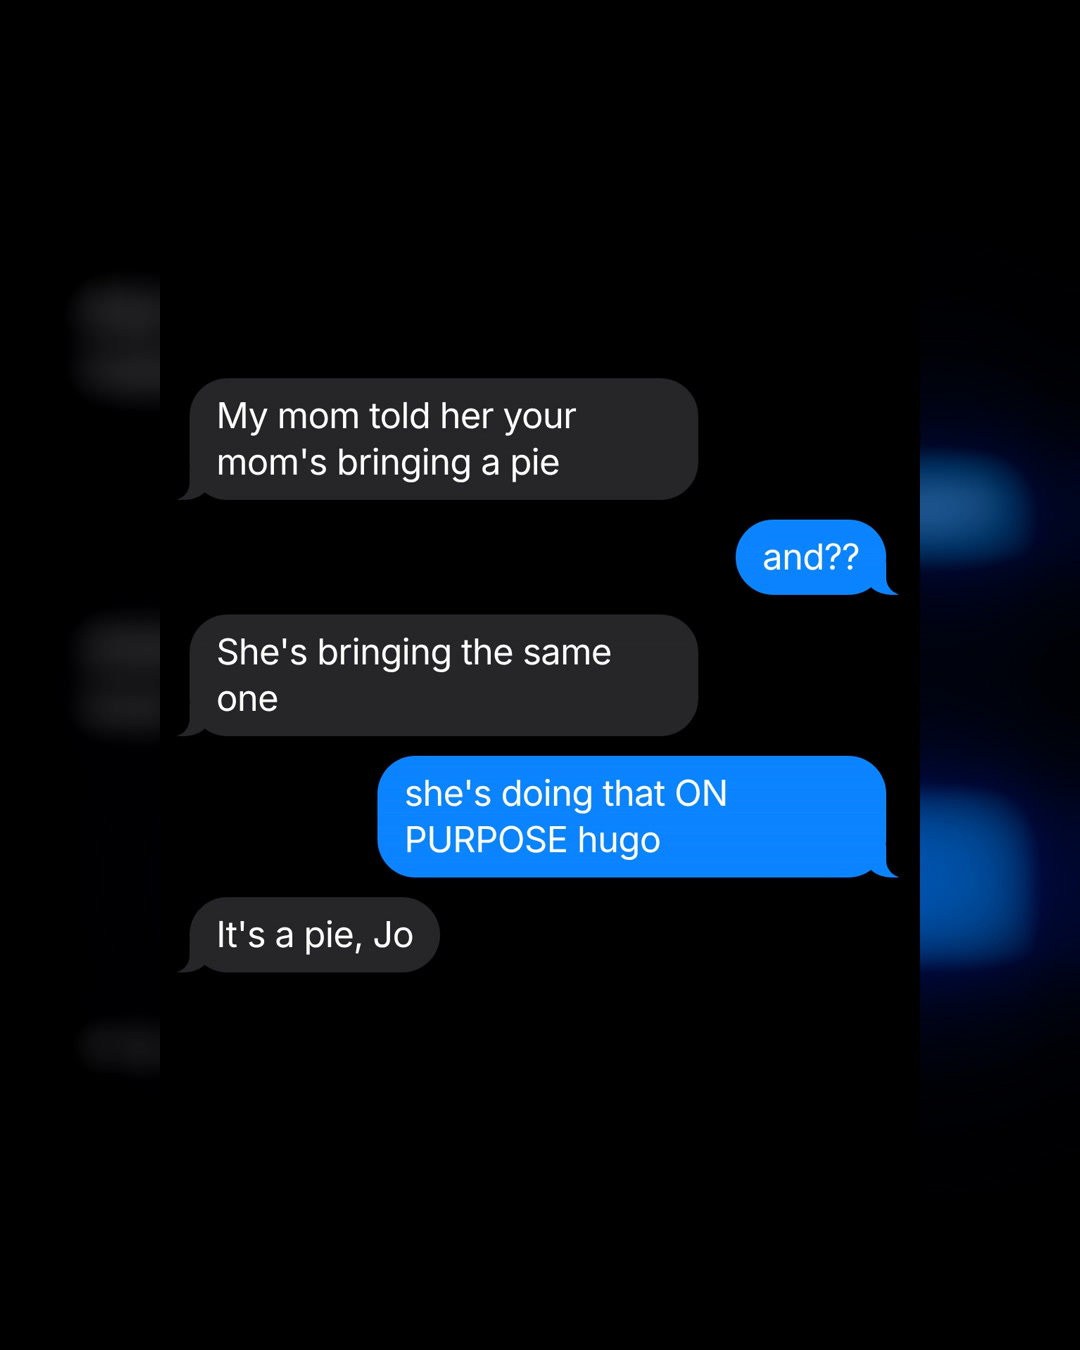 My mom told her your
mom's bringing a pie
and??
She's bringing the same
one
she's doing that ON
PURPOSE hugo
It's a pie, Jo